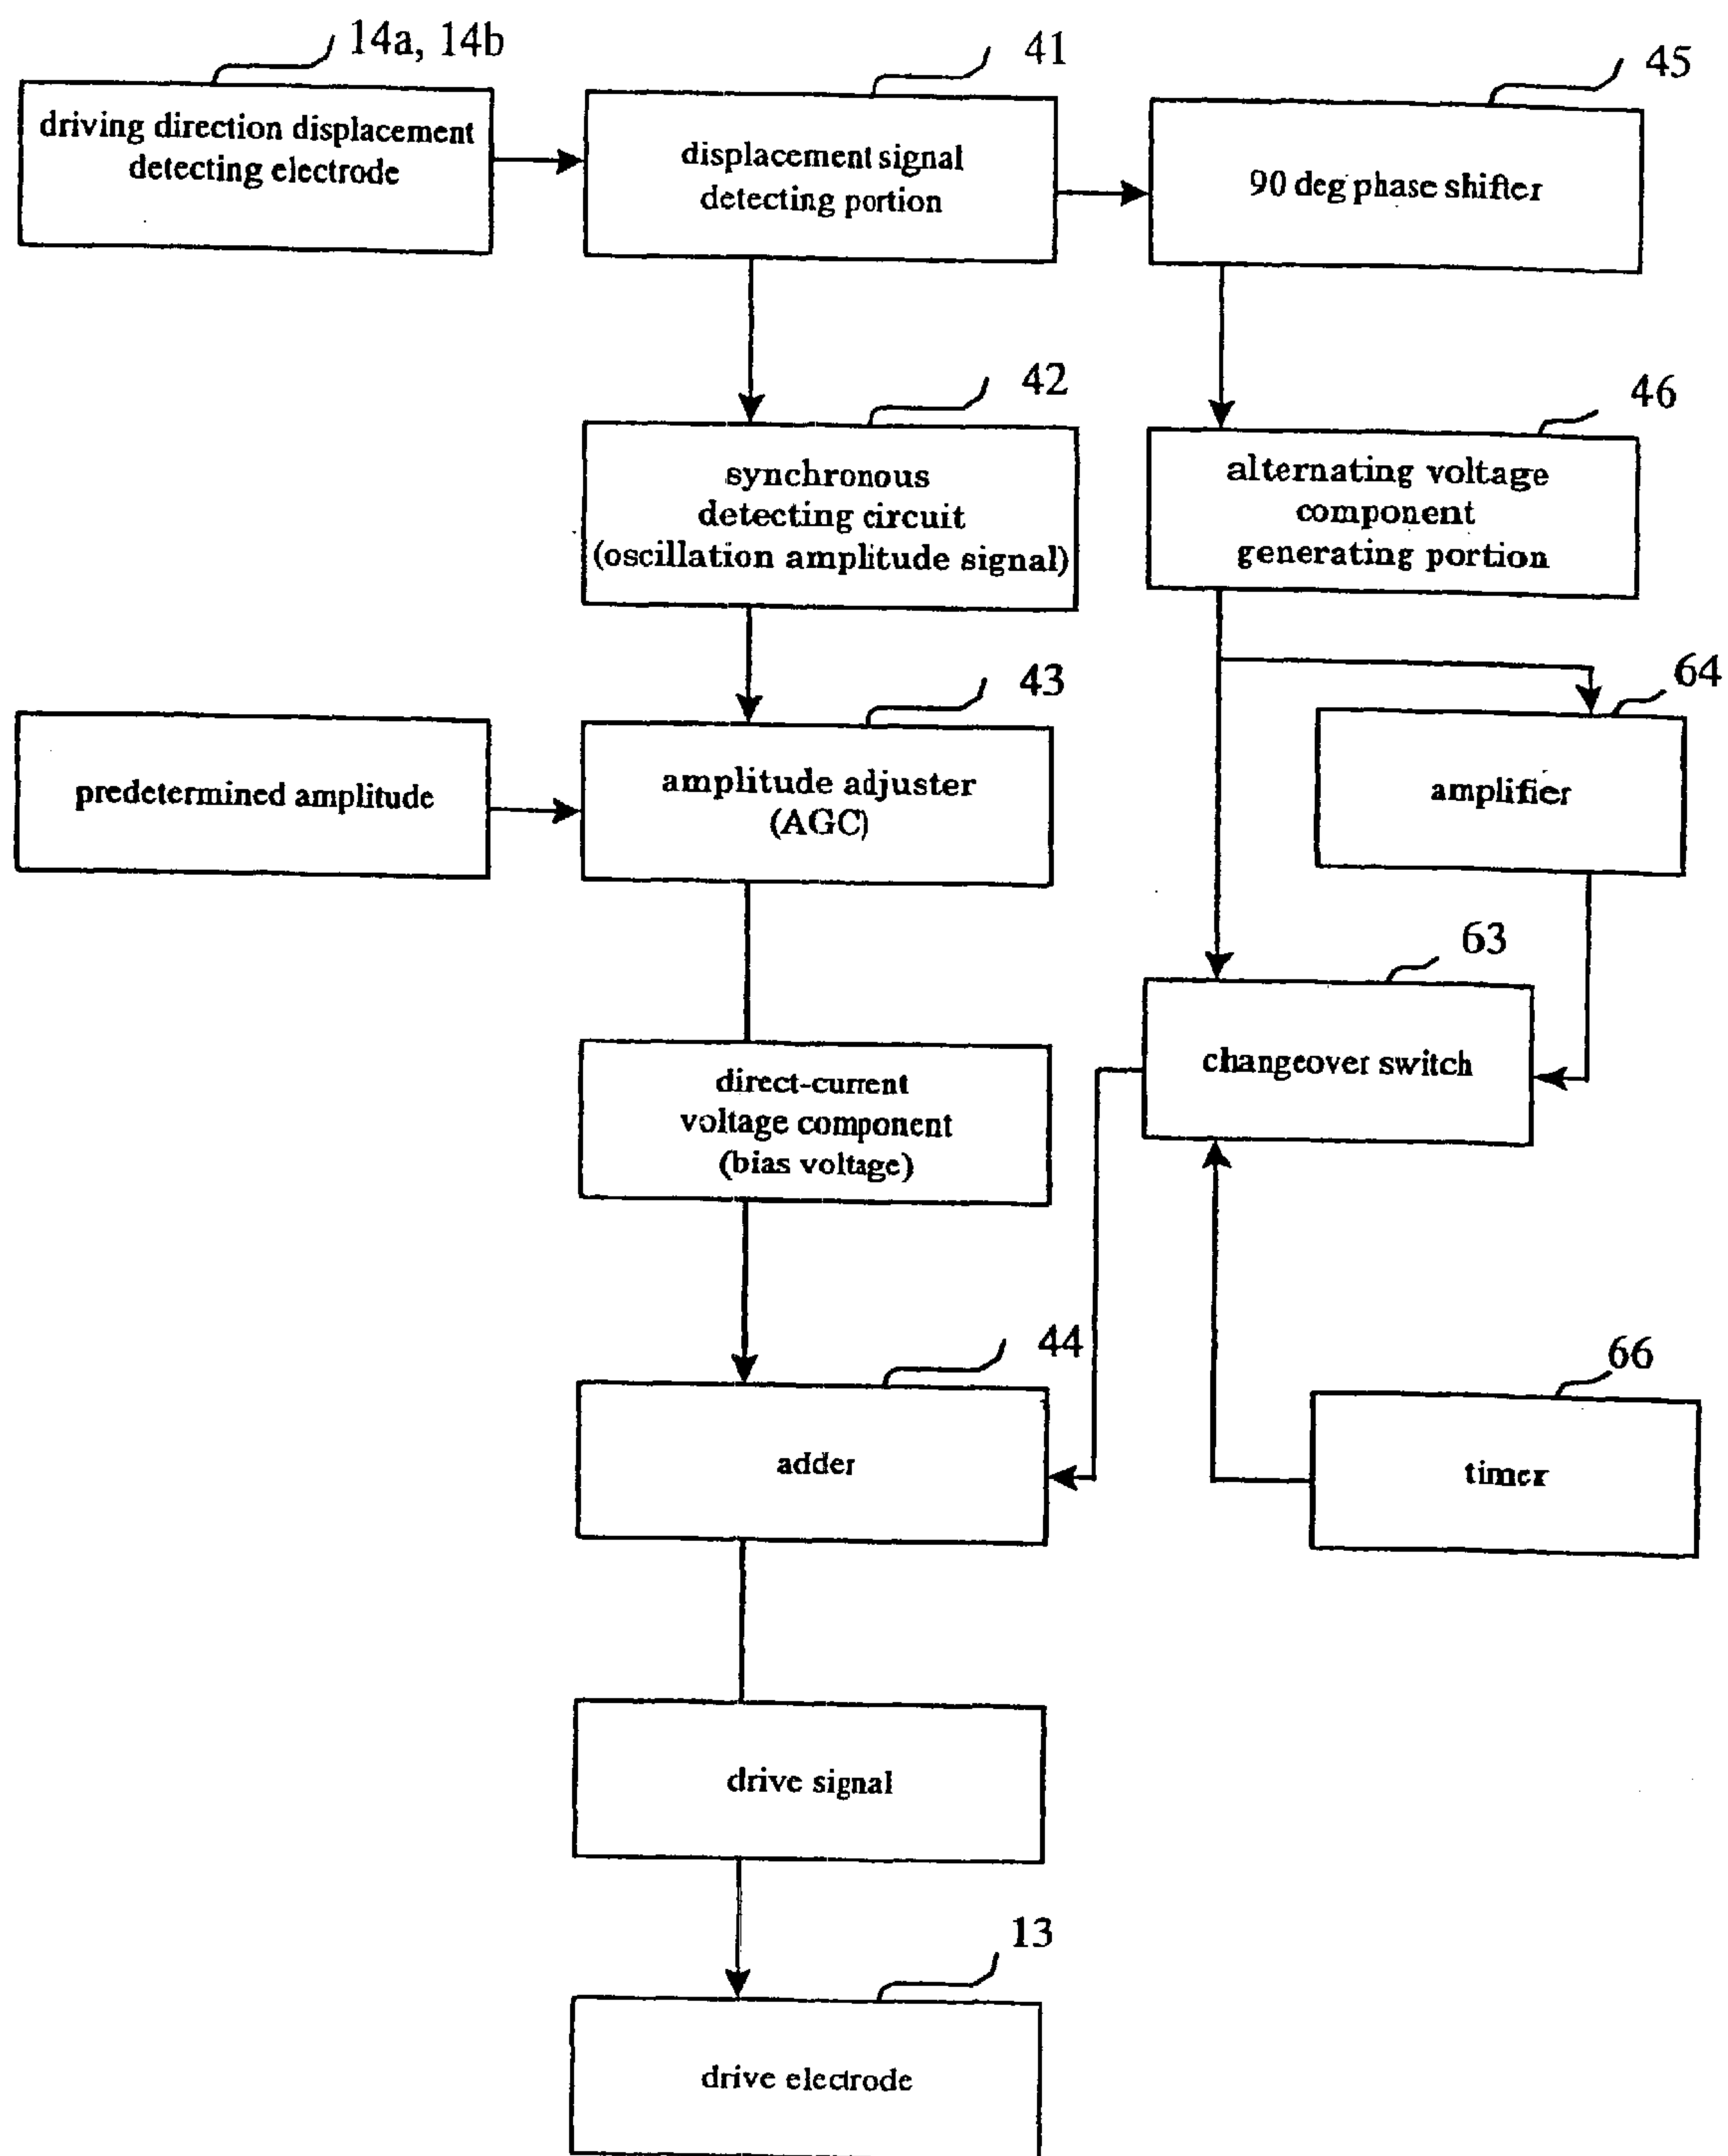 14a, 14b
41
45
driving direction displacement
detecting electrode
displacement signal
detecting portion
90 deg phase shifter
42
46
synchronous
detecting circuit
(oscillation amplitude signal)
alternating voltage
component
generating portion
43
64
predetermined amplitude
amplitude adjuster
(AGC)
amplifier
63
direct-current
voltage component
(bias voltage)
changeover switch
44
66
adder
timer
drive signal
13
drive electrode